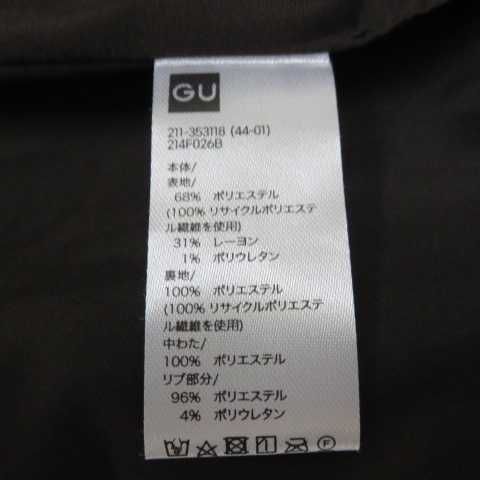 GU
211-353118 (44-01)
214F026B
本体/
表地/
68% ポリエステル
(100% リサイクルポリエステ
ル繊維を使用)
31% レーヨン
1% ポリウレタン
裏地/
100% ポリエステル
(100% リサイクルポリエステ
ル繊維を使用)
中わた/
100% ポリエステル
リブ部分/
96% ポリエステル
4% ポリウレタン
F